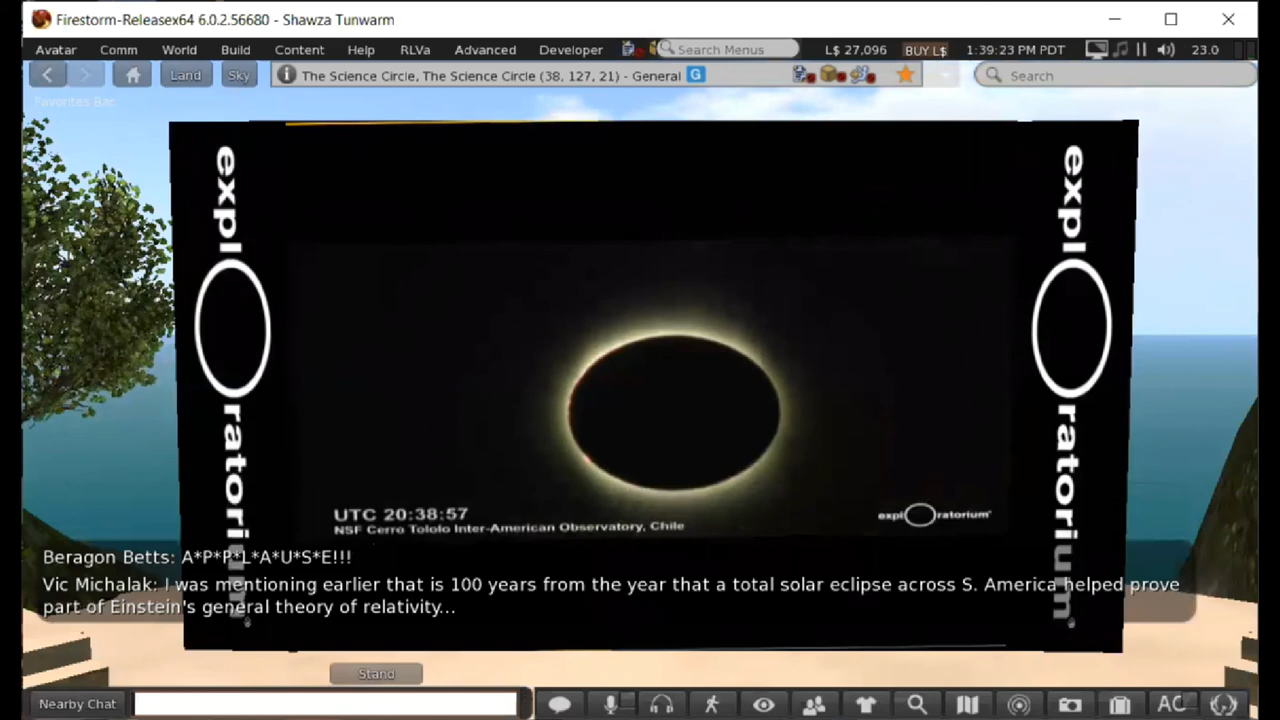 Firestorm-Releasex64 6.0.2.56680 - Shawza Tunwarm
Avatar Comm World Build Content Help RLVa Advanced Developer Search Menus L$ 27,096 BUY L$ 1:39:23 PM PDT 23.0
Land Sky The Science Circle, The Science Circle (38, 127, 21) - General G Search
Favorites Bar
explOratorium
explOratorium
UTC 20:38:57
NSF Cerro Tololo Inter-American Observatory, Chile
explOratorium
Beragon Betts: A*P*P*L*A*U*S*E!!!
Vic Michalak: I was mentioning earlier that is 100 years from the year that a total solar eclipse across S. America helped prove
part of Einstein's general theory of relativity...
Stand
Nearby Chat AC